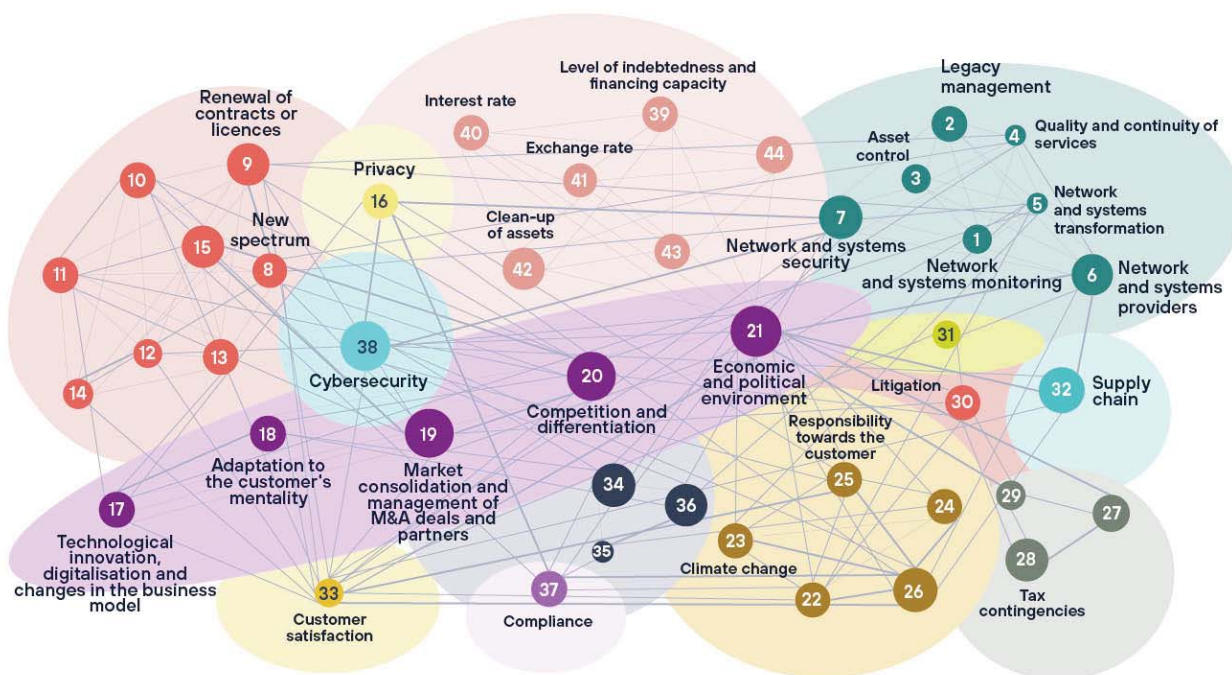 Level of indebtedness and
financing capacity
39
Interest rate
40
Exchange rate
41
44
Clean-up
of assets
42
43
Renewal of
contracts or
licences
9
10
15
New
spectrum
8
11
12
13
14
Privacy
16
38
Cybersecurity
Legacy
management
2
4
Quality and continuity of
services
Asset
control
3
5
Network
and systems
transformation
7
Network and systems
security
1
Network
and systems monitoring
6
Network
and systems
providers
21
Economic
and political
environment
20
Competition and
differentiation
19
Market
consolidation and
management of
M&A deals and
partners
18
Adaptation to
the customer's
mentality
17
Technological
innovation,
digitalisation and
changes in the business
model
31
Litigation
30
32
Supply
chain
Responsibility
towards the
customer
25
24
23
Climate change
22
26
34
36
35
33
Customer
satisfaction
37
Compliance
29
27
28
Tax
contingencies